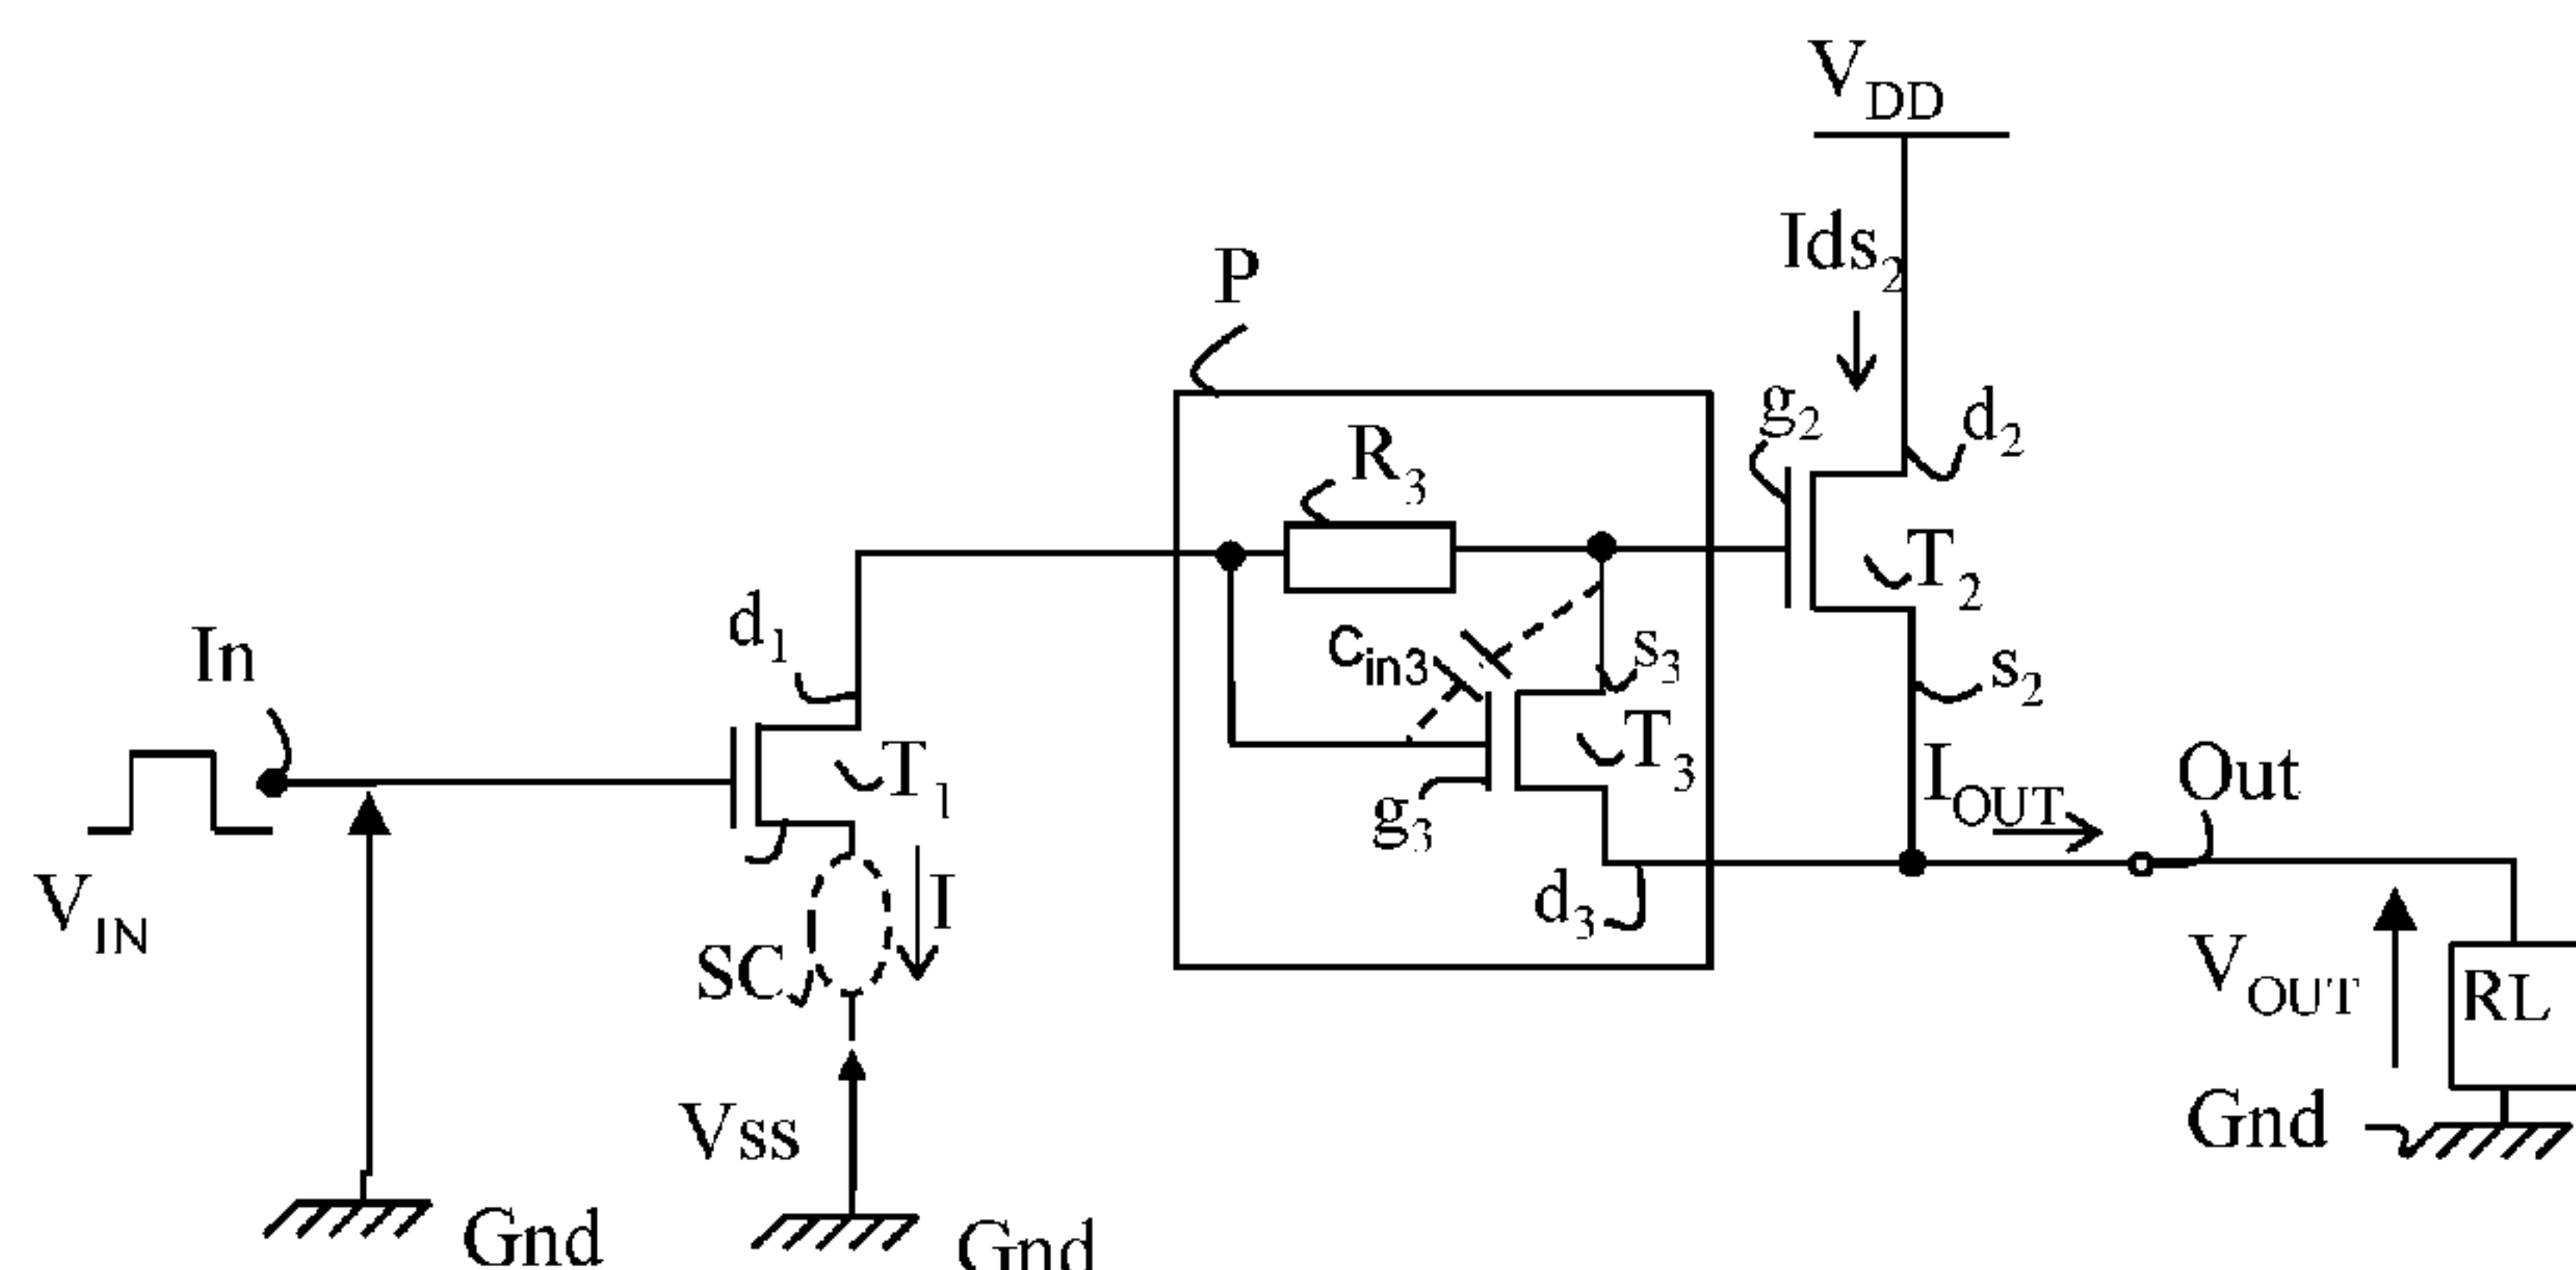 V_DD
Ids_2
P
g_2
d_2
R_3
T_2
d_1
In
C_in3
s_3
s_2
T_1
T_3
I_OUT
Out
g_3
V_IN
I
d_3
SC
V_OUT
RL
Vss
Gnd
Gnd
Gnd